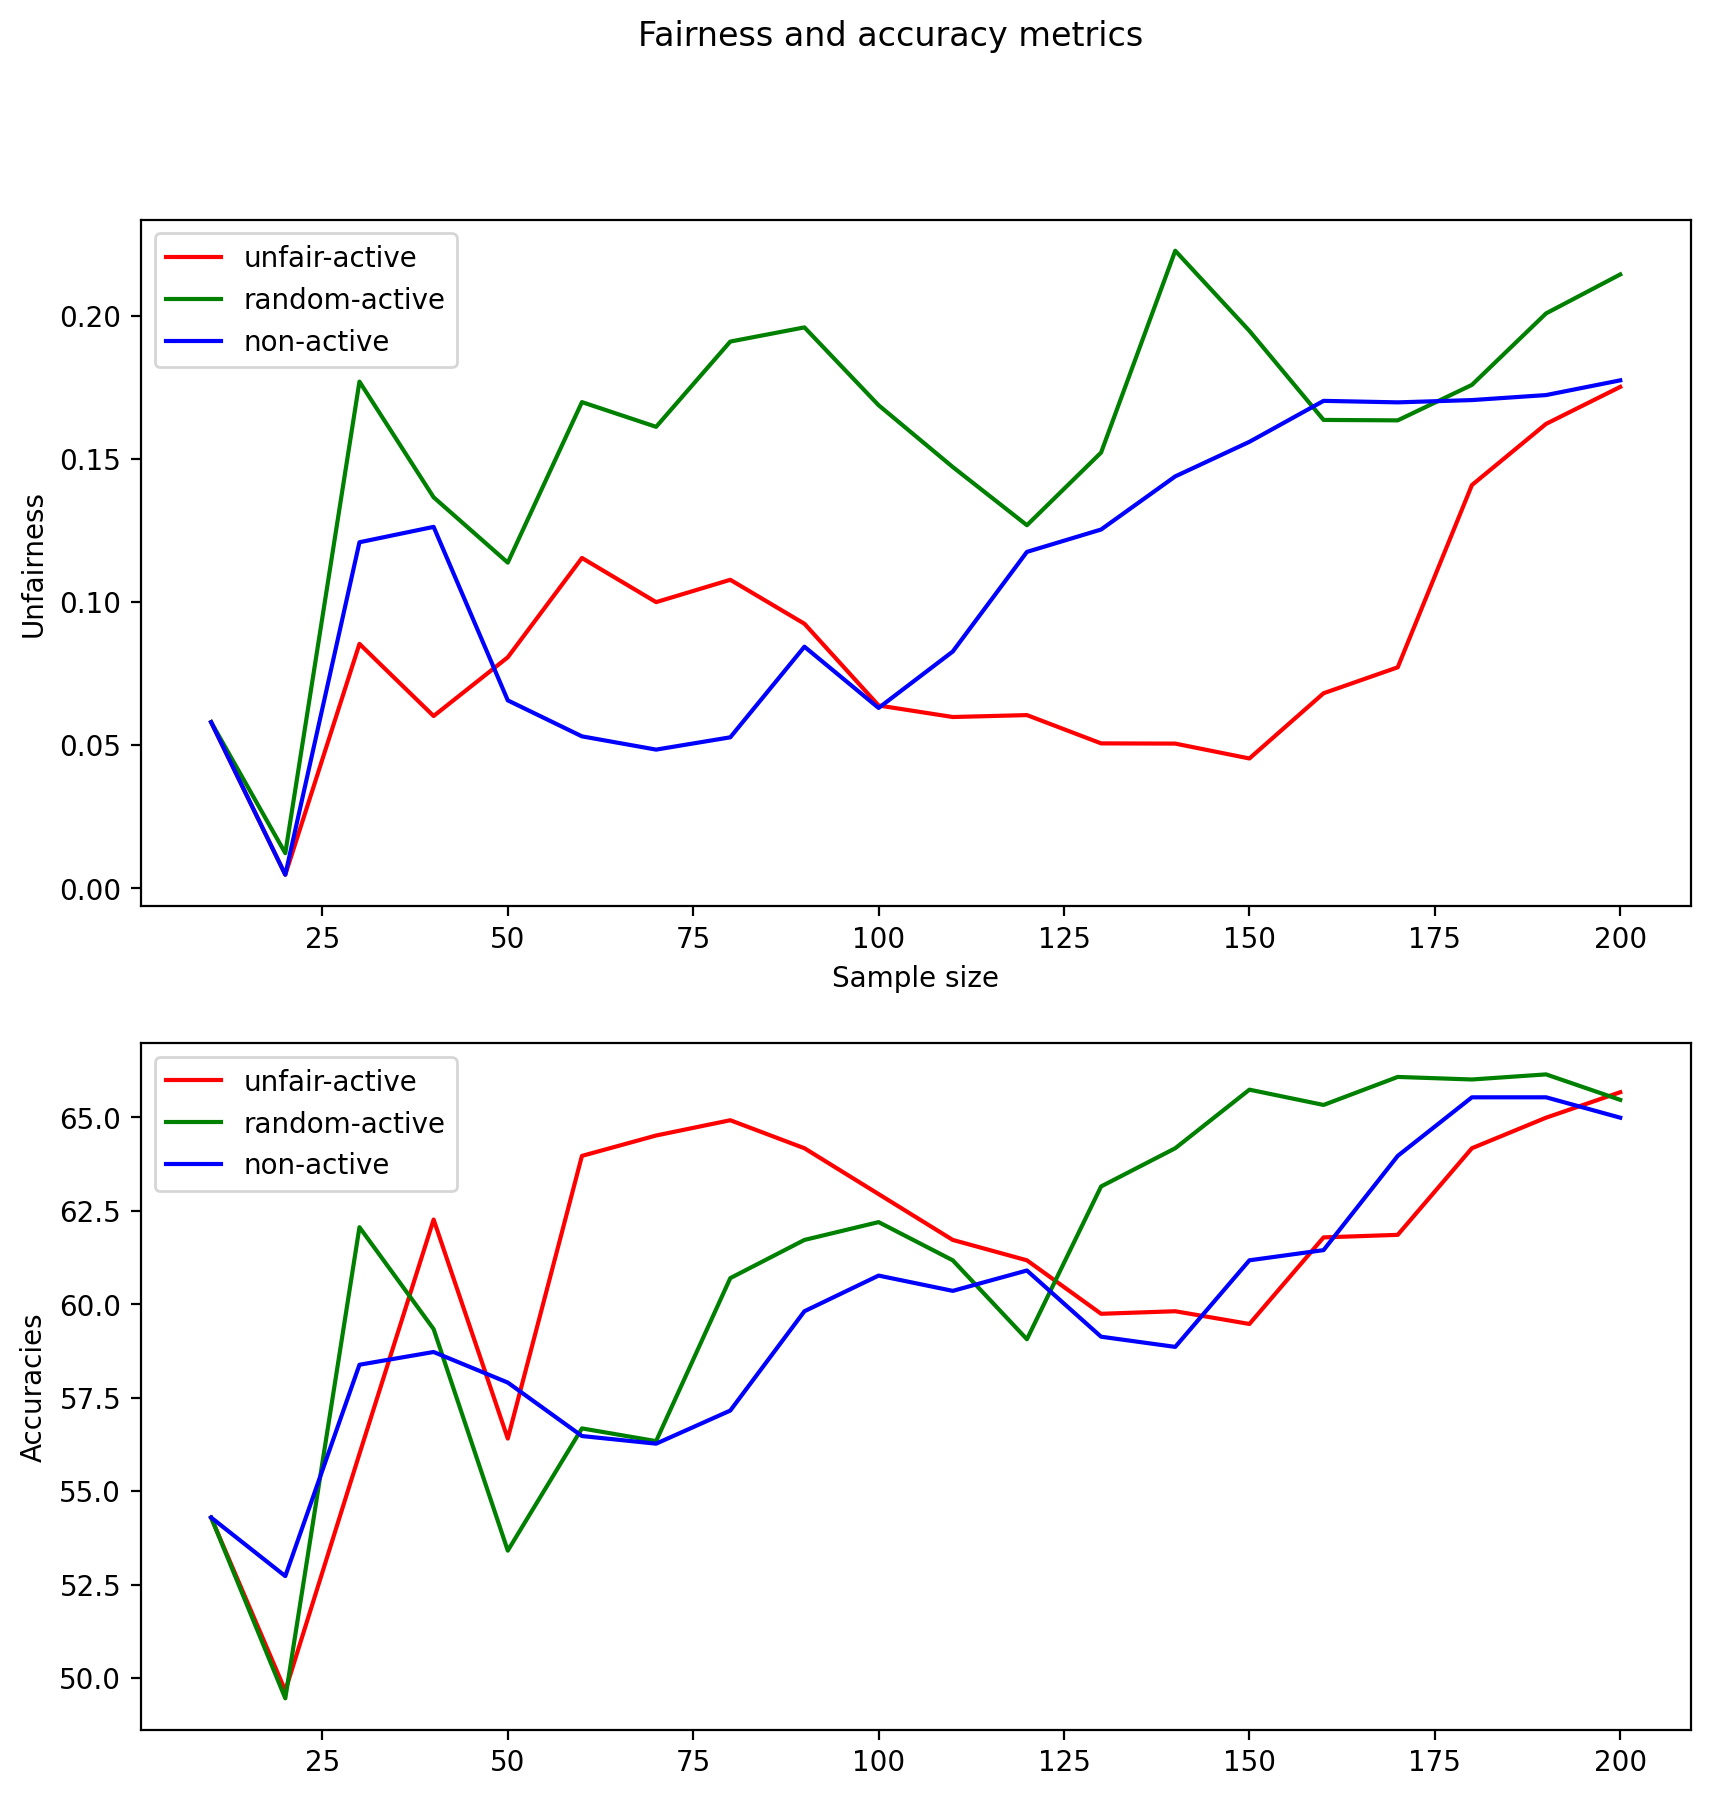 Fairness and accuracy metrics
unfair-active
random-active
non-active
Unfairness
0.20
0.15
0.10
0.05
0.00
25 50 75 100 125 150 175 200
Sample size
unfair-active
random-active
non-active
Accuracies
65.0
62.5
60.0
57.5
55.0
52.5
50.0
25 50 75 100 125 150 175 200